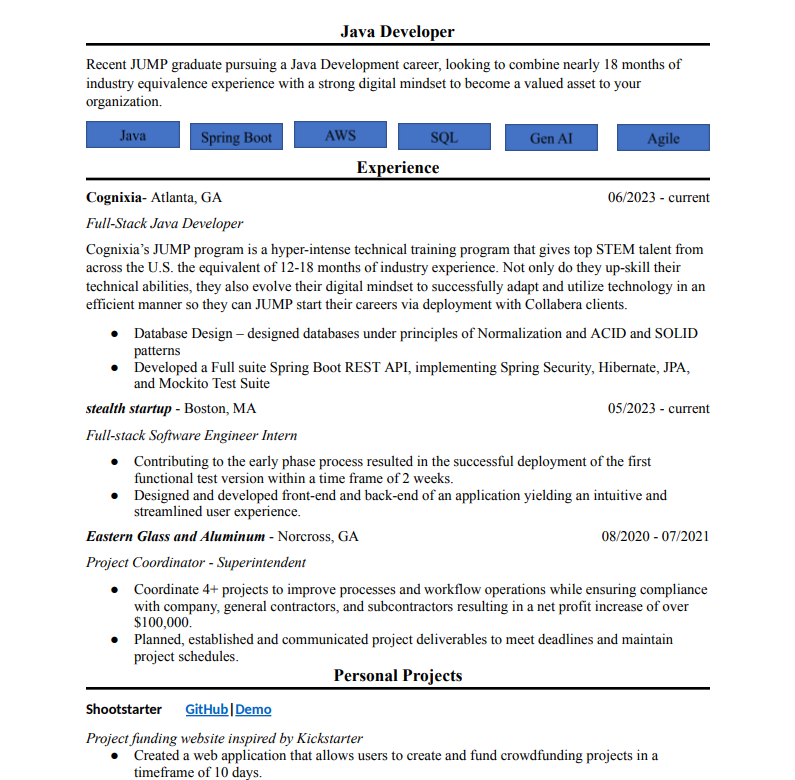 Java Developer
Recent JUMP graduate pursuing a Java Development career, looking to combine nearly 18 months of
industry equivalence experience with a strong digital mindset to become a valued asset to your
organization.
Java Spring Boot AWS SQL Gen AI Agile
Experience
Cognixia- Atlanta, GA 06/2023 - current
Full-Stack Java Developer
Cognixia’s JUMP program is a hyper-intense technical training program that gives top STEM talent from
across the U.S. the equivalent of 12-18 months of industry experience. Not only do they up-skill their
technical abilities, they also evolve their digital mindset to successfully adapt and utilize technology in an
efficient manner so they can JUMP start their careers via deployment with Collabera clients.
● Database Design – designed databases under principles of Normalization and ACID and SOLID
patterns
● Developed a Full suite Spring Boot REST API, implementing Spring Security, Hibernate, JPA,
and Mockito Test Suite
stealth startup - Boston, MA 05/2023 - current
Full-stack Software Engineer Intern
● Contributing to the early phase process resulted in the successful deployment of the first
functional test version within a time frame of 2 weeks.
● Designed and developed front-end and back-end of an application yielding an intuitive and
streamlined user experience.
Eastern Glass and Aluminum - Norcross, GA 08/2020 - 07/2021
Project Coordinator - Superintendent
● Coordinate 4+ projects to improve processes and workflow operations while ensuring compliance
with company, general contractors, and subcontractors resulting in a net profit increase of over
$100,000.
● Planned, established and communicated project deliverables to meet deadlines and maintain
project schedules.
Personal Projects
Shootstarter GitHub|Demo
Project funding website inspired by Kickstarter
● Created a web application that allows users to create and fund crowdfunding projects in a
timeframe of 10 days.